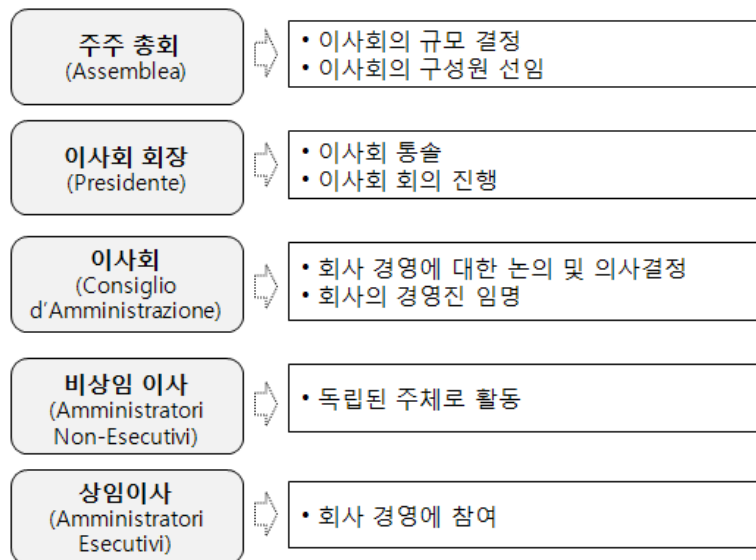 주주 총회
(Assemblea)
• 이사회의 규모 결정
• 이사회의 구성원 선임
이사회 회장
(Presidente)
• 이사회 통솔
• 이사회 회의 진행
이사회
(Consiglio
d'Amministrazione)
• 회사 경영에 대한 논의 및 의사결정
• 회사의 경영진 임명
비상임 이사
(Amministratori
Non-Esecutivi)
• 독립된 주체로 활동
상임이사
(Amministratori
Esecutivi)
• 회사 경영에 참여